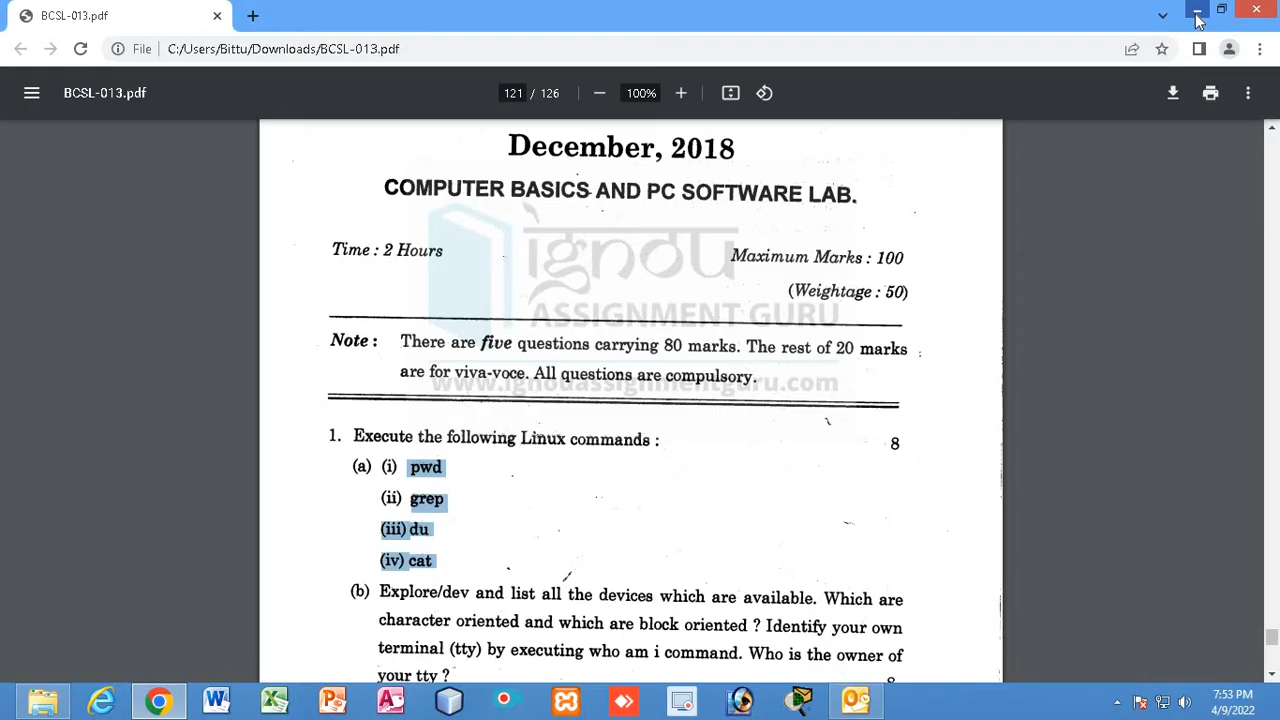 BCSL-013.pdf
File C:/Users/Bittu/Downloads/BCSL-013.pdf
BCSL-013.pdf
121 / 126
100%
December, 2018
COMPUTER BASICS AND PC SOFTWARE LAB.
ignou
ASSIGNMENT GURU
www.ignouassignmentguru.com
Time : 2 Hours
Maximum Marks : 100
(Weightage : 50)
Note : There are five questions carrying 80 marks. The rest of 20 marks
are for viva-voce. All questions are compulsory.
1. Execute the following Linux commands : 8
(a) (i) pwd
(ii) grep
(iii) du
(iv) cat
(b) Explore/dev and list all the devices which are available. Which are
character oriented and which are block oriented ? Identify your own
terminal (tty) by executing who am i command. Who is the owner of
your tty ? 8
7:53 PM
4/9/2022